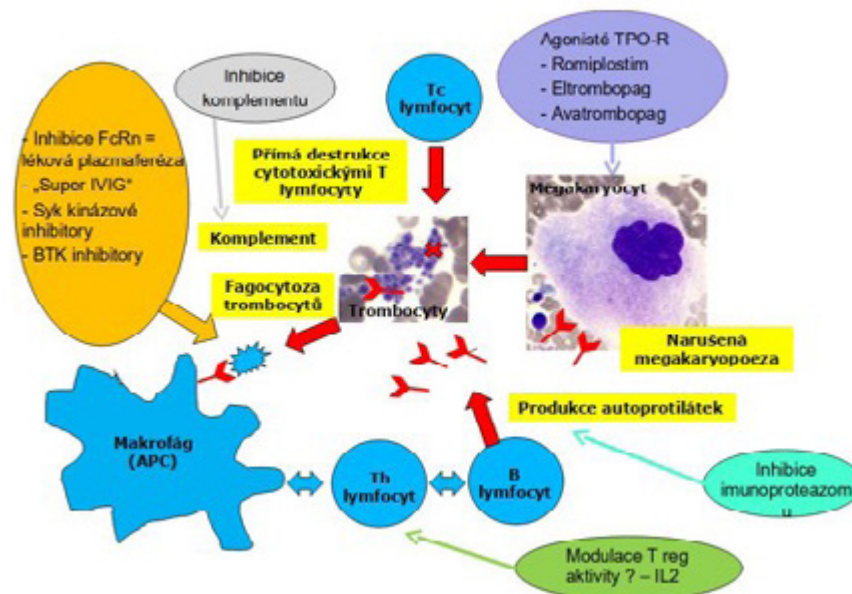 Agonisté TPO-R
- Romiplostim
- Eltrombopag
- Avatrombopag
Inhibice
komplementu
Tc
lymfocyt
- Inhibice FcRn =
léková plazmaferéza
- „Super IVIG"
- Syk kinázové
inhibitory
- BTK inhibitory
Přímá destrukce
cytotoxickými T
lymfocyty
Megakaryocyt
Komplement
Fagocytoza
trombocytů
Trombocyty
Narušená
megakaryopoeza
Produkce autoprotilátek
Makrofág
(APC)
Th
lymfocyt
B
lymfocyt
Inhibice
imunoproteazom
u
Modulace T reg
aktivity ? – IL2